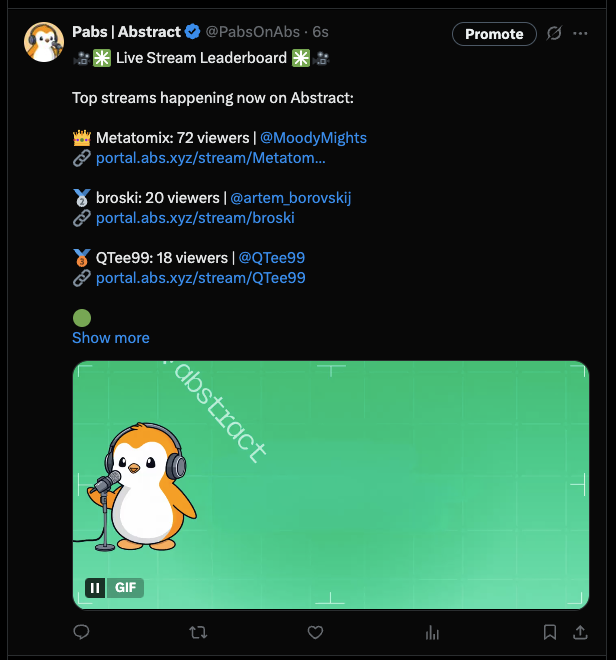 Pabs | Abstract @PabsOnAbs · 6s
Promote
🎥✳️ Live Stream Leaderboard ✳️🎥
Top streams happening now on Abstract:
👑 Metatomix: 72 viewers | @MoodyMights
🔗 portal.abs.xyz/stream/Metatom…
🥈 broski: 20 viewers | @artem_borovskij
🔗 portal.abs.xyz/stream/broski
🥉 QTee99: 18 viewers | @QTee99
🔗 portal.abs.xyz/stream/QTee99
🟢
Show more
abstract
GIF